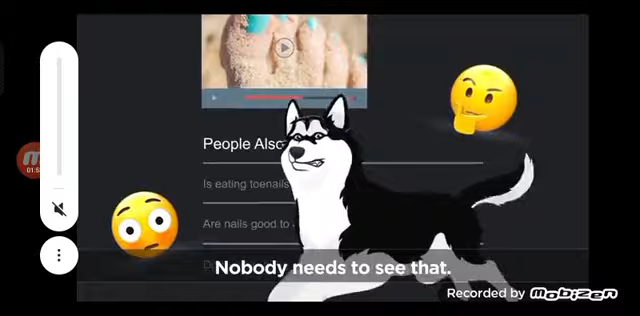 People Also
Is eating toenails
Are nails good to
Nobody needs to see that.
Recorded by Mobizen